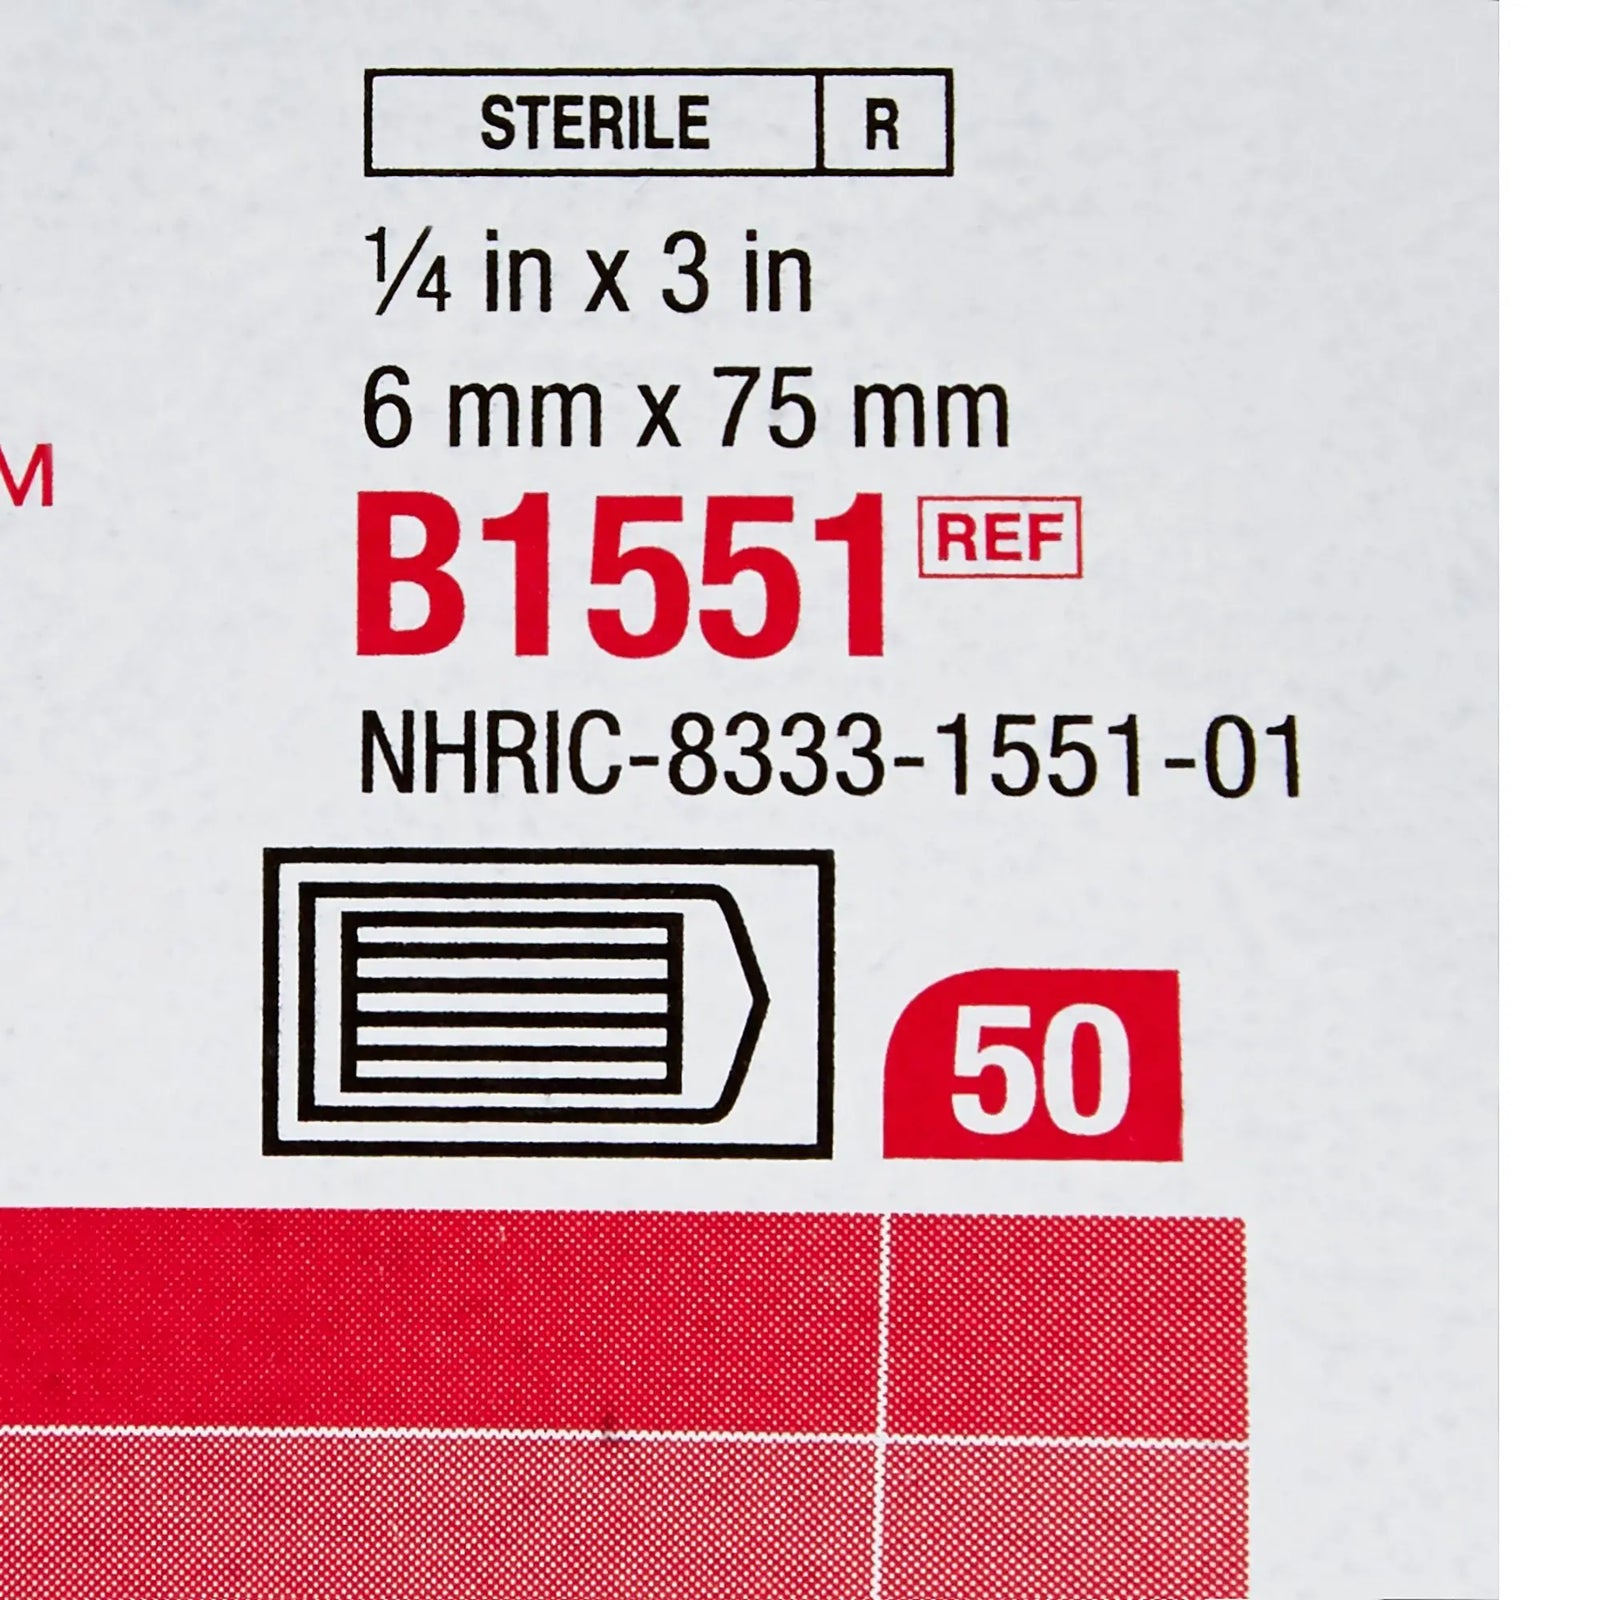 STERILE R
¼ in x 3 in
6 mm x 75 mm
M
B1551 REF
NHRIC-8333-1551-01
50